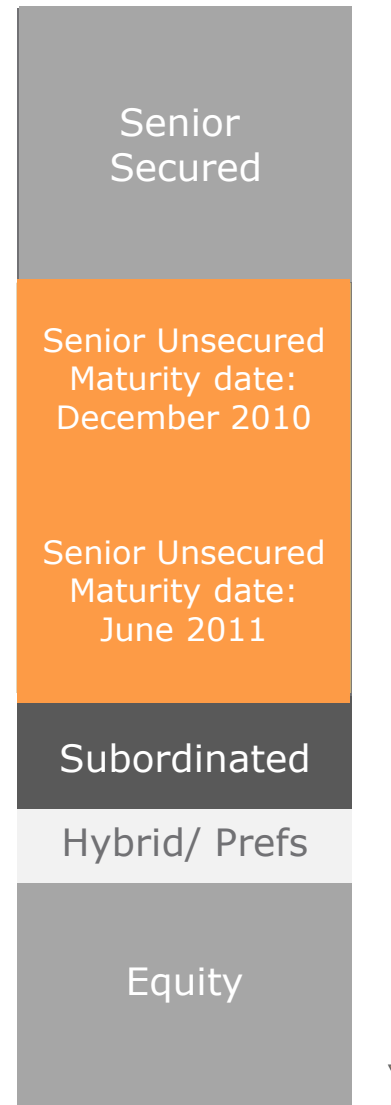 Senior
Secured
Senior Unsecured
Maturity date:
December 2010
Senior Unsecured
Maturity date:
June 2011
Subordinated
Hybrid/ Prefs
Equity